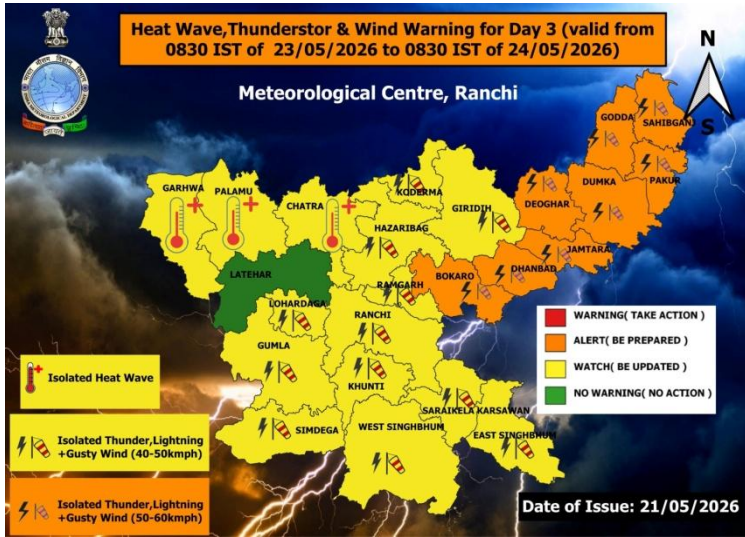 Heat Wave,Thunderstor & Wind Warning for Day 3 (valid from
0830 IST of 23/05/2026 to 0830 IST of 24/05/2026)
Meteorological Centre, Ranchi
N
S
GODDA
SAHIBGANJ
GARHWA
PALAMU
KODERMA
DUMKA
PAKUR
CHATRA
GIRIDIH
DEOGHAR
HAZARIBAG
JAMTARA
LATEHAR
BOKARO
DHANBAD
RAMGARH
LOHARDAGA
RANCHI
GUMLA
KHUNTI
SARAIKELA KARSAWAN
SIMDEGA
WEST SINGHBHUM
EAST SINGHBHUM
WARNING( TAKE ACTION )
ALERT( BE PREPARED )
WATCH( BE UPDATED )
NO WARNING( NO ACTION )
Isolated Heat Wave
Isolated Thunder,Lightning
+Gusty Wind (40-50kmph)
Isolated Thunder,Lightning
+Gusty Wind (50-60kmph)
Date of Issue: 21/05/2026